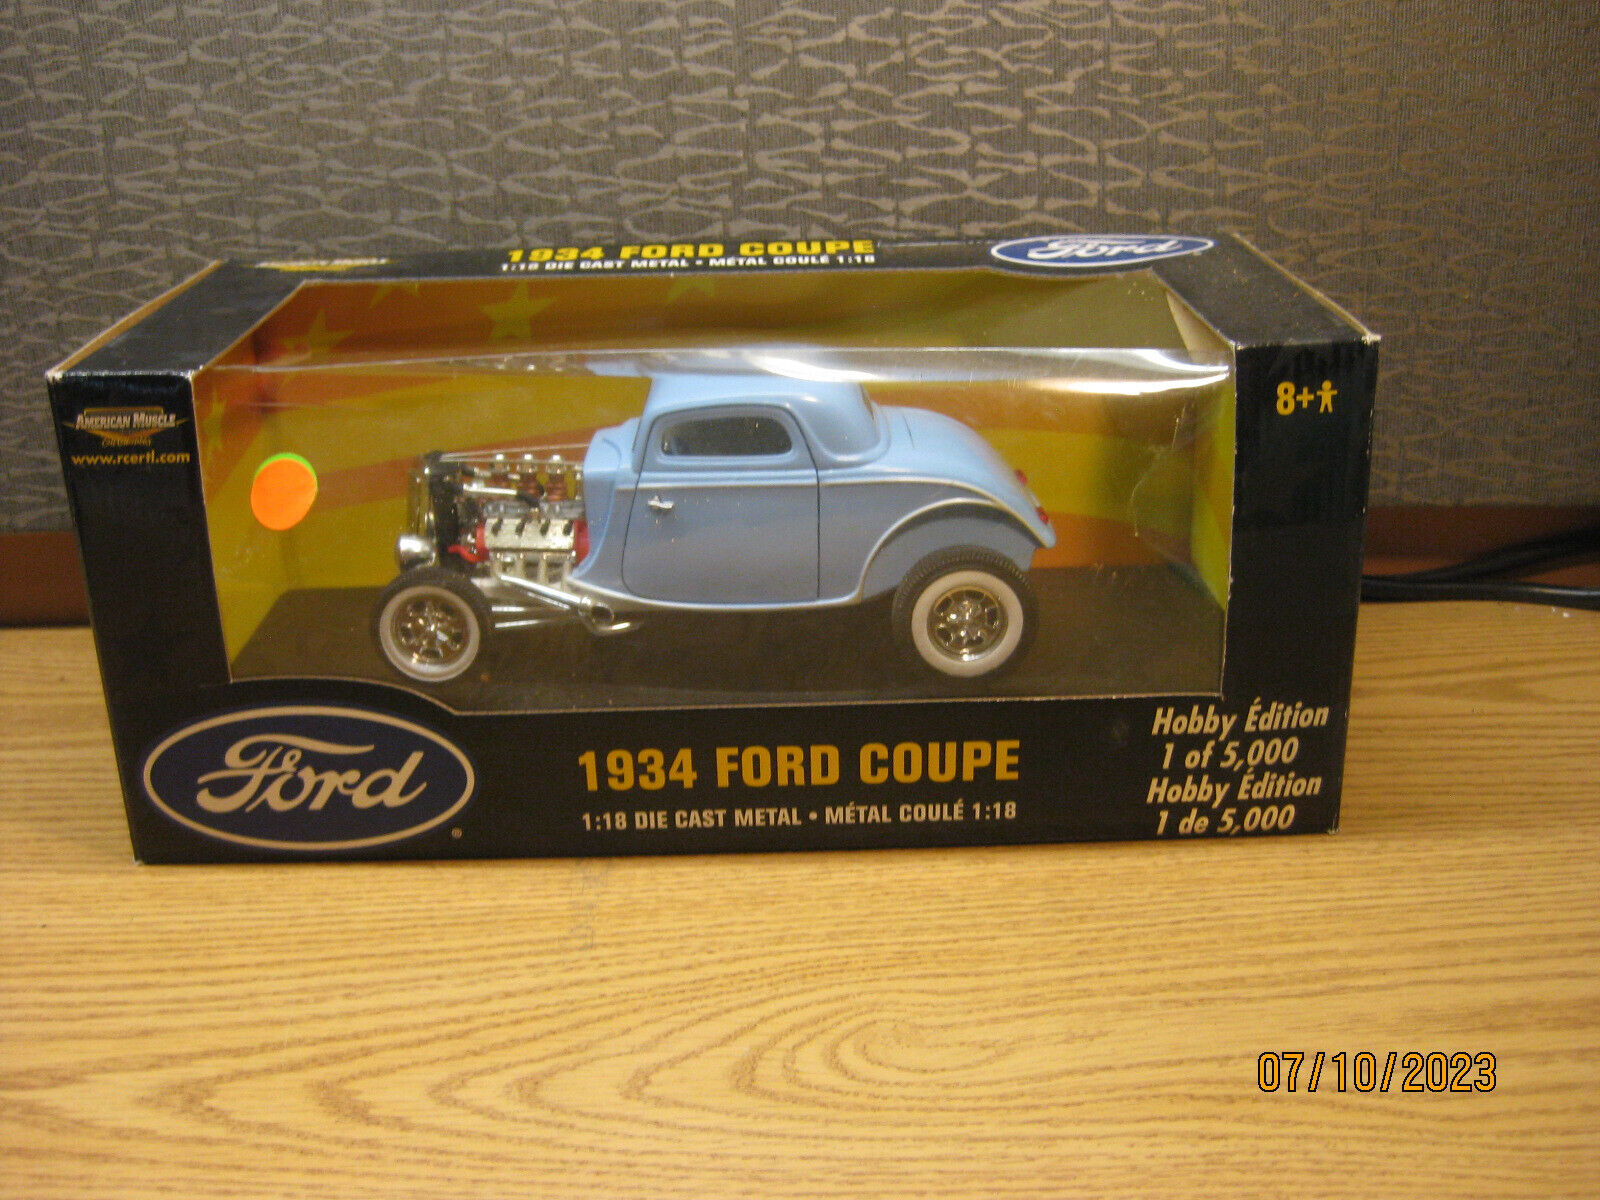 1934 FORD COUPE
1:18 DIE CAST METAL • MÉTAL COULÉ 1:18
Ford
AMERICAN MUSCLE
www.rcertl.com
8+
Ford
®
1934 FORD COUPE
1:18 DIE CAST METAL • MÉTAL COULÉ 1:18
Hobby Édition
1 of 5,000
Hobby Édition
1 de 5,000
07/10/2023